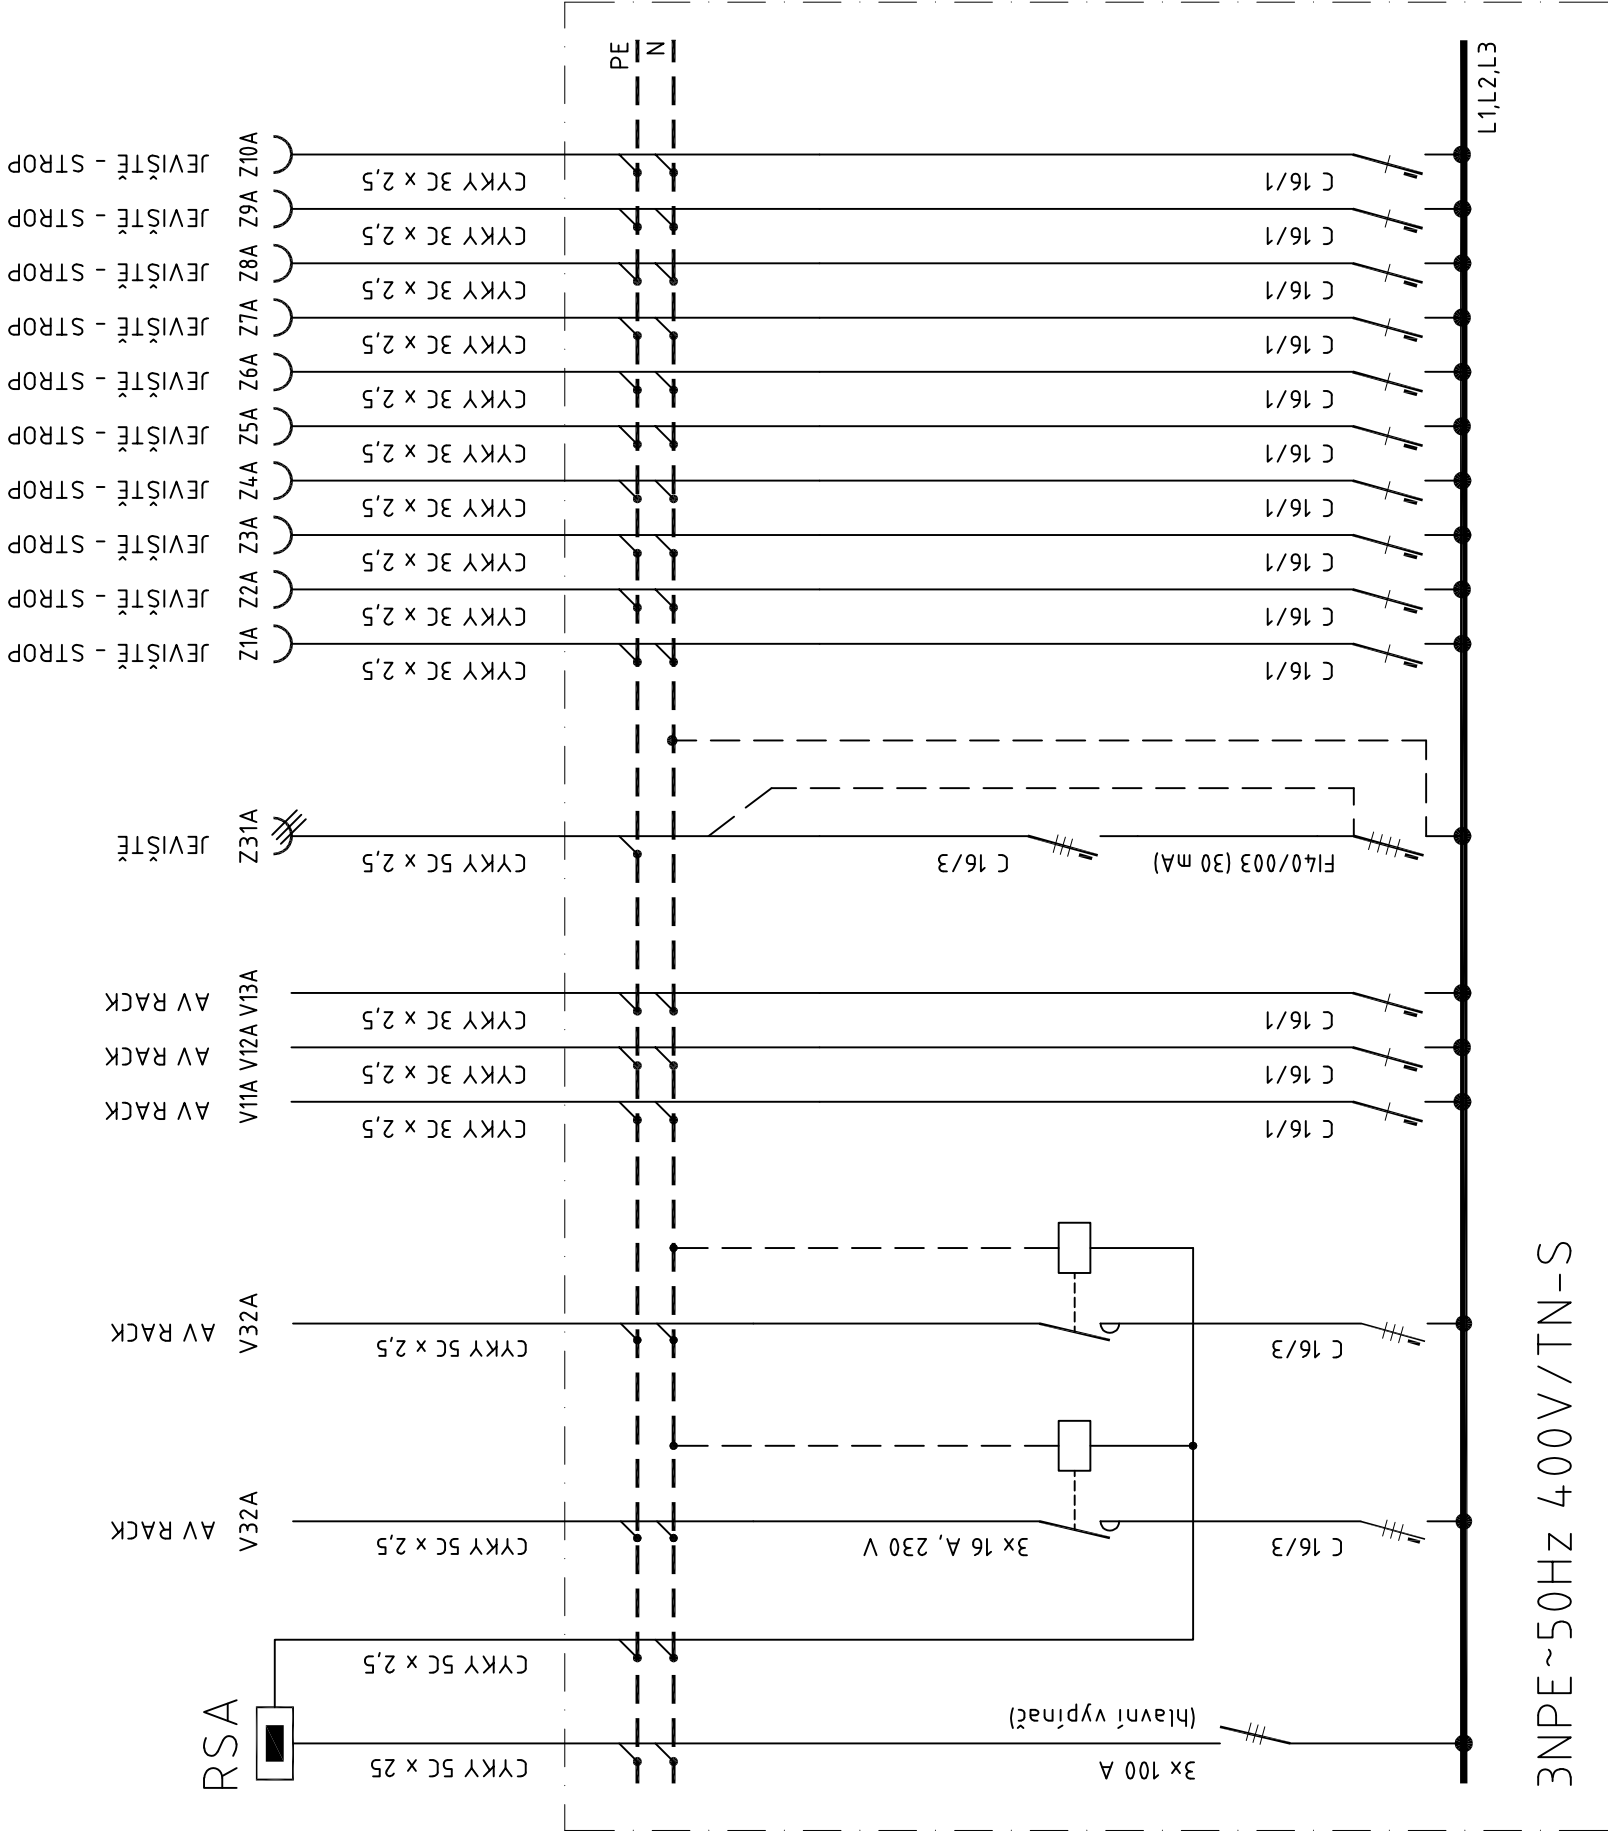 PE
N
L1,L2,L3
JEVIŠTĚ - STROP
Z10A
CYKY 3C x 2,5
C 16/1
JEVIŠTĚ - STROP
Z9A
CYKY 3C x 2,5
C 16/1
JEVIŠTĚ - STROP
Z8A
CYKY 3C x 2,5
C 16/1
JEVIŠTĚ - STROP
Z7A
CYKY 3C x 2,5
C 16/1
JEVIŠTĚ - STROP
Z6A
CYKY 3C x 2,5
C 16/1
JEVIŠTĚ - STROP
Z5A
CYKY 3C x 2,5
C 16/1
JEVIŠTĚ - STROP
Z4A
CYKY 3C x 2,5
C 16/1
JEVIŠTĚ - STROP
Z3A
CYKY 3C x 2,5
C 16/1
JEVIŠTĚ - STROP
Z2A
CYKY 3C x 2,5
C 16/1
JEVIŠTĚ - STROP
Z1A
CYKY 3C x 2,5
C 16/1
JEVIŠTĚ
Z31A
CYKY 5C x 2,5
C 16/3
FI40/003 (30 mA)
AV RACK
V13A
CYKY 3C x 2,5
C 16/1
AV RACK
V12A
CYKY 3C x 2,5
C 16/1
AV RACK
V11A
CYKY 3C x 2,5
C 16/1
AV RACK
V32A
CYKY 5C x 2,5
C 16/3
AV RACK
V32A
CYKY 5C x 2,5
3x 16 A, 230 V
C 16/3
CYKY 5C x 2,5
RSA
CYKY 5C x 25
(hlavní vypínač)
3x 100 A
3NPE~50Hz 400V/TN-S